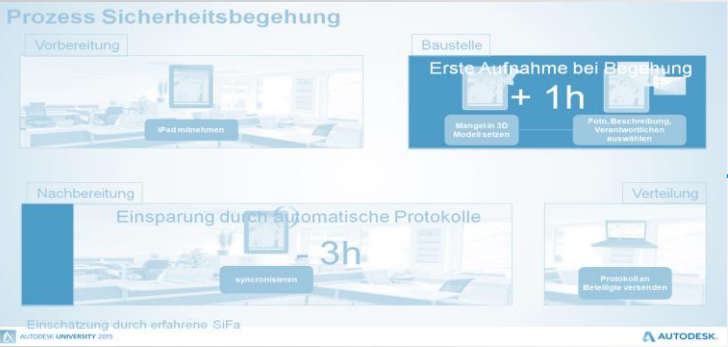 Prozess Sicherheitsbegehung
Vorbereitung
iPad mitnehmen
Baustelle
Erste Aufnahme bei Begehung
+ 1h
Mangel in 3D
Modell setzen
Foto, Beschreibung,
Verantwortlichen
auswählen
Nachbereitung
Einsparung durch automatische Protokolle
- 3h
syncronisieren
Verteilung
Protokoll an
Beteiligte versenden
Einschätzung durch erfahrene SiFa
AUTODESK UNIVERSITY 2015
AUTODESK.